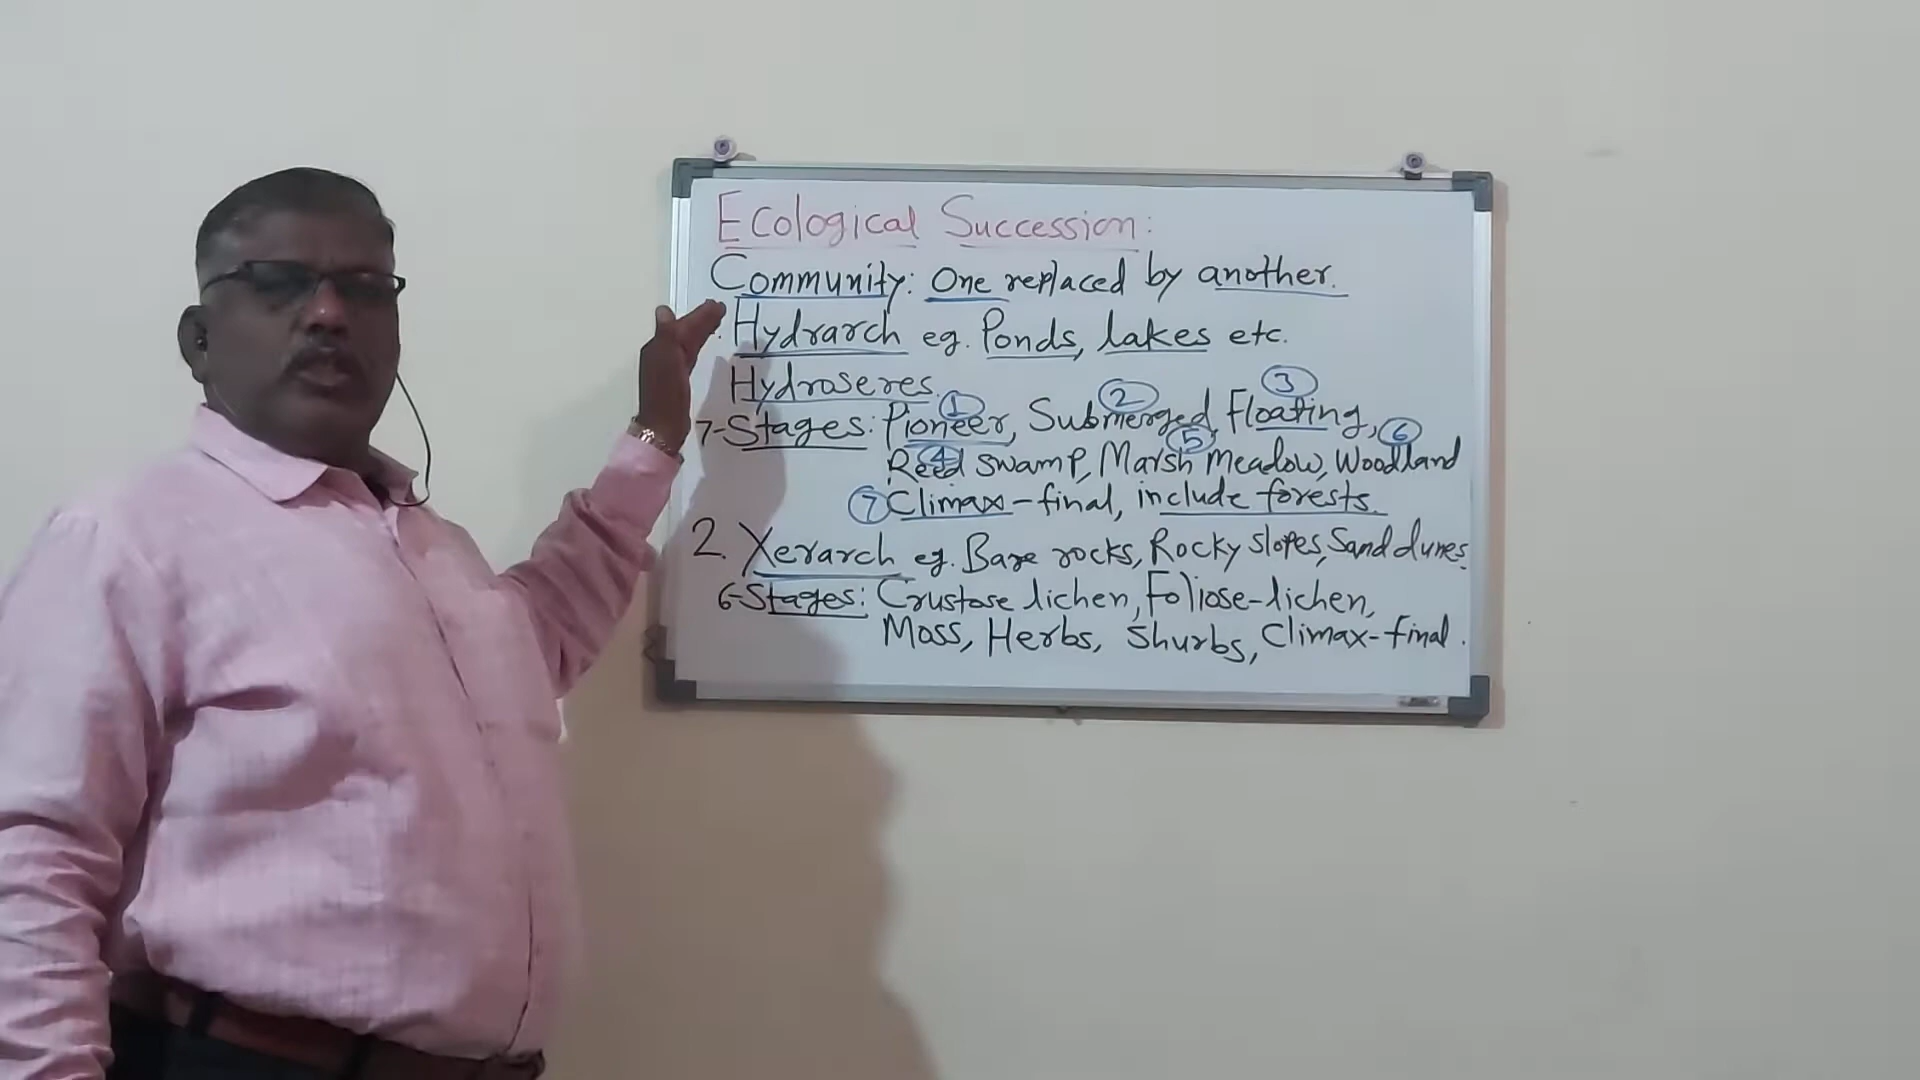 Ecological Succession:
Community: One replaced by another.
Hydrarch eg. Ponds, lakes etc.
Hydroseres.
7-Stages: Pioneer, Submerged, Floating,
1 2 3
Reed swamp, Marsh Meadow, Woodland
4 5 6
7 Climax-final, include forests.
2. Xerarch eg. Bare rocks, Rocky slopes, Sand dunes.
6-Stages: Crustose lichen, Foliose-lichen,
Moss, Herbs, Shurbs, Climax-final.